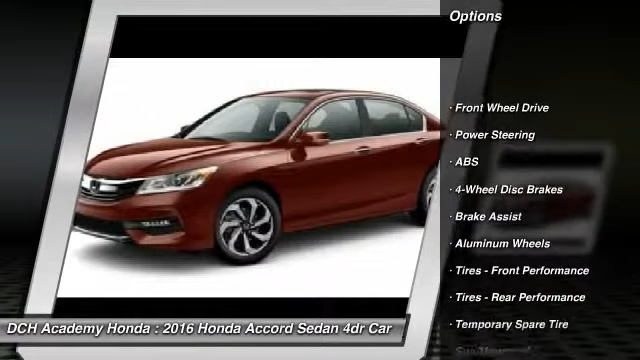 Options
· Front Wheel Drive
· Power Steering
· ABS
· 4-Wheel Disc Brakes
· Brake Assist
· Aluminum Wheels
· Tires - Front Performance
· Tires - Rear Performance
· Temporary Spare Tire
DCH Academy Honda : 2016 Honda Accord Sedan 4dr Car